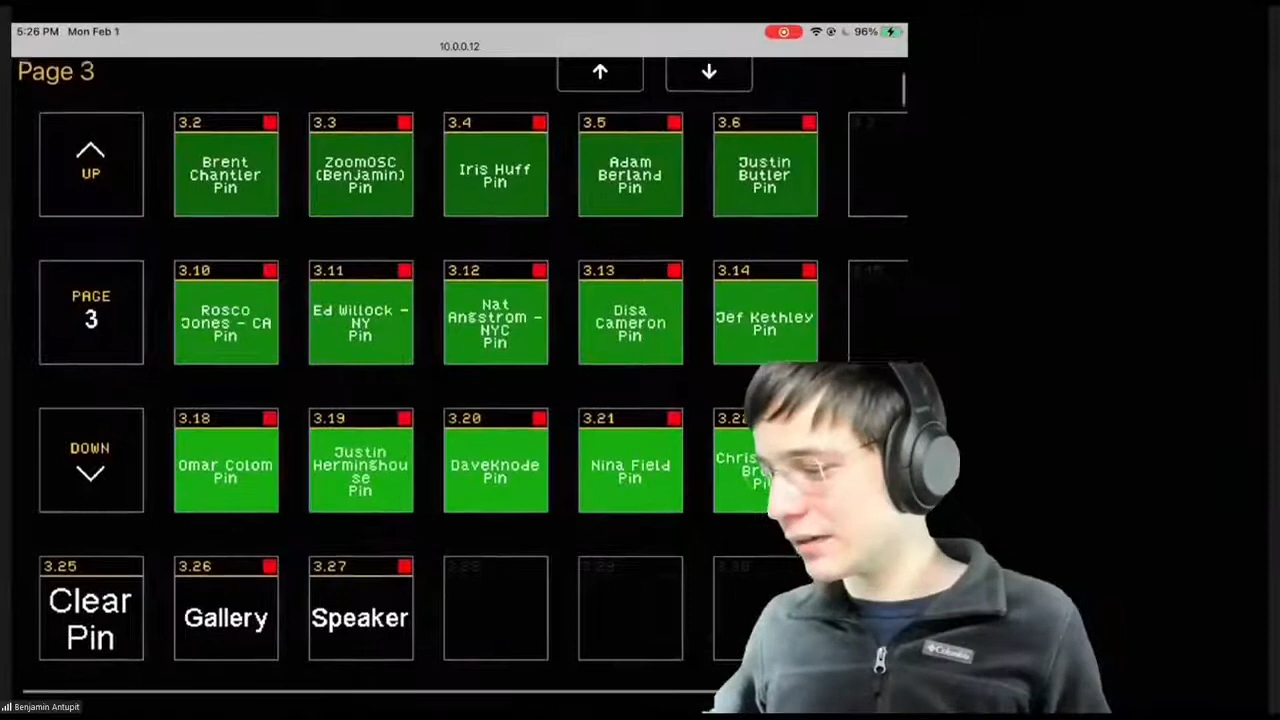 5:26 PM Mon Feb 1
96%
10.0.0.12
Page 3
UP
3.2
Brent
Chantler
Pin
3.3
ZoomOSC
(Benjamin)
Pin
3.4
Iris Huff
Pin
3.5
Adam
Berland
Pin
3.6
Justin
Butler
Pin
PAGE
3
3.10
Rosco
Jones - CA
Pin
3.11
Ed Willock -
NY
Pin
3.12
Nat
Angstrom -
NYC
Pin
3.13
Disa
Cameron
Pin
3.14
Jef Kethley
Pin
DOWN
3.18
Omar Colom
Pin
3.19
Justin
Herminghou
se
Pin
3.20
DaveKnode
Pin
3.21
Nina Field
Pin
Chris
3.25
Clear
Pin
3.26
Gallery
3.27
Speaker
Columbia
Benjamin Antupit